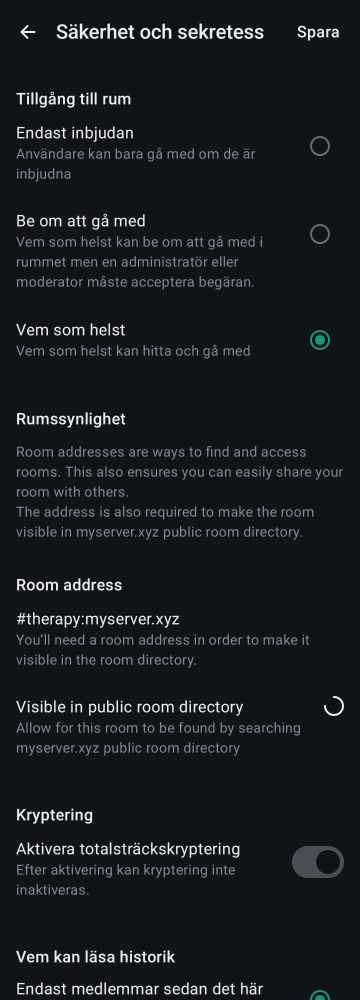 Säkerhet och sekretess Spara
Tillgång till rum
Endast inbjudan
Användare kan bara gå med om de är
inbjudna
Be om att gå med
Vem som helst kan be om att gå med i
rummet men en administratör eller
moderator måste acceptera begäran.
Vem som helst
Vem som helst kan hitta och gå med
Rumssynlighet
Room addresses are ways to find and access
rooms. This also ensures you can easily share your
room with others.
The address is also required to make the room
visible in myserver.xyz public room directory.
Room address
#therapy:myserver.xyz
You’ll need a room address in order to make it
visible in the room directory.
Visible in public room directory
Allow for this room to be found by searching
myserver.xyz public room directory
Kryptering
Aktivera totalsträckskryptering
Efter aktivering kan kryptering inte
inaktiveras.
Vem kan läsa historik
Endast medlemmar sedan det här